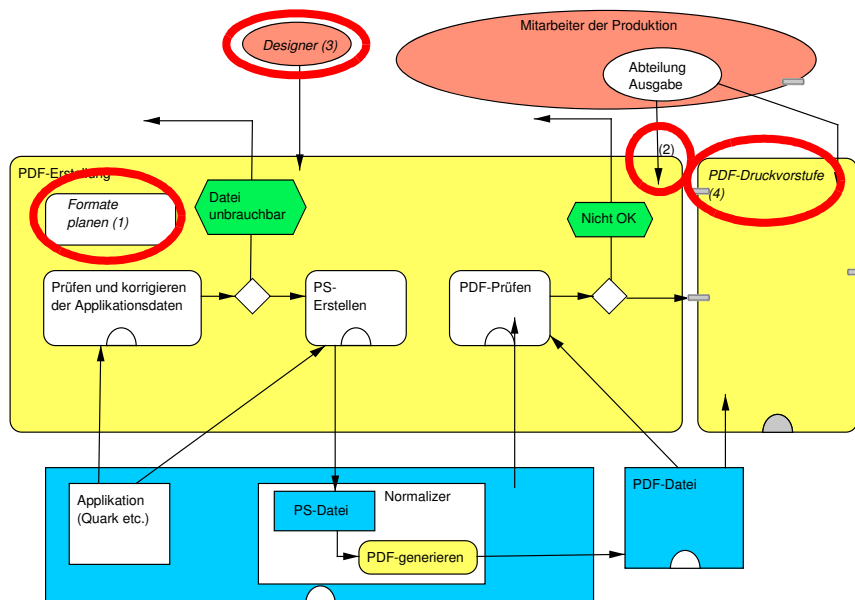 Designer (3)
Mitarbeiter der Produktion
Abteilung
Ausgabe
PDF-Erstellung
(2)
PDF-Druckvorstufe
(4)
Formate
planen (1)
Datei
unbrauchbar
Nicht OK
Prüfen und korrigieren
der Applikationsdaten
PS-
Erstellen
PDF-Prüfen
Applikation
(Quark etc.)
Normalizer
PS-Datei
PDF-generieren
PDF-Datei